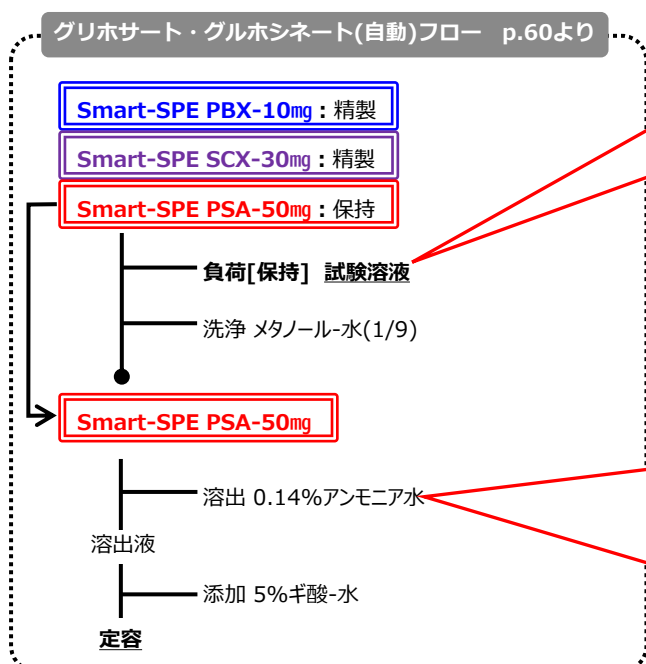 グリホサート・グルホシネート(自動)フロー p.60より
Smart-SPE PBX-10㎎：精製
Smart-SPE SCX-30㎎：精製
Smart-SPE PSA-50㎎：保持
負荷[保持] 試験溶液
洗浄 メタノール-水(1/9)
Smart-SPE PSA-50㎎
溶出 0.14%アンモニア水
溶出液
添加 5%ギ酸-水
定容